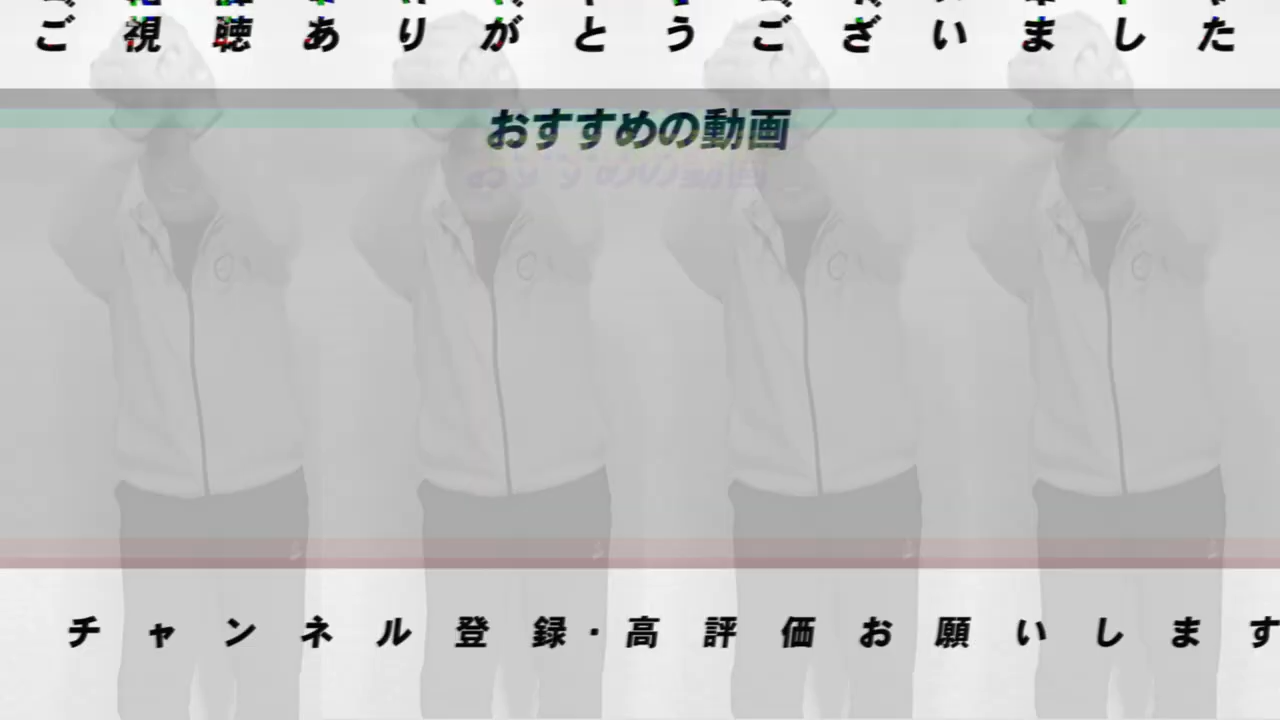 ご視聴ありがとうございました
おすすめの動画
チャンネル登録・高評価お願いします